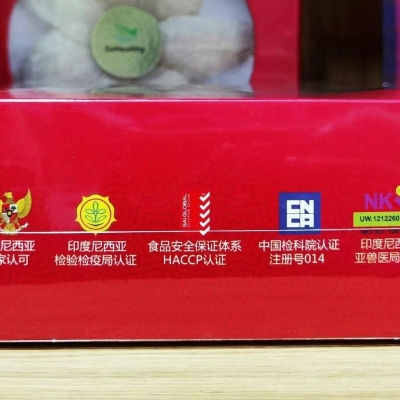 SAI GLOBAL
CNCA
NK
UW.1212260
尼西亚
家认可
印度尼西亚
检验检疫局认证
食品安全保证体系
HACCP认证
中国检科院认证
注册号014
印度尼西
亚兽医局